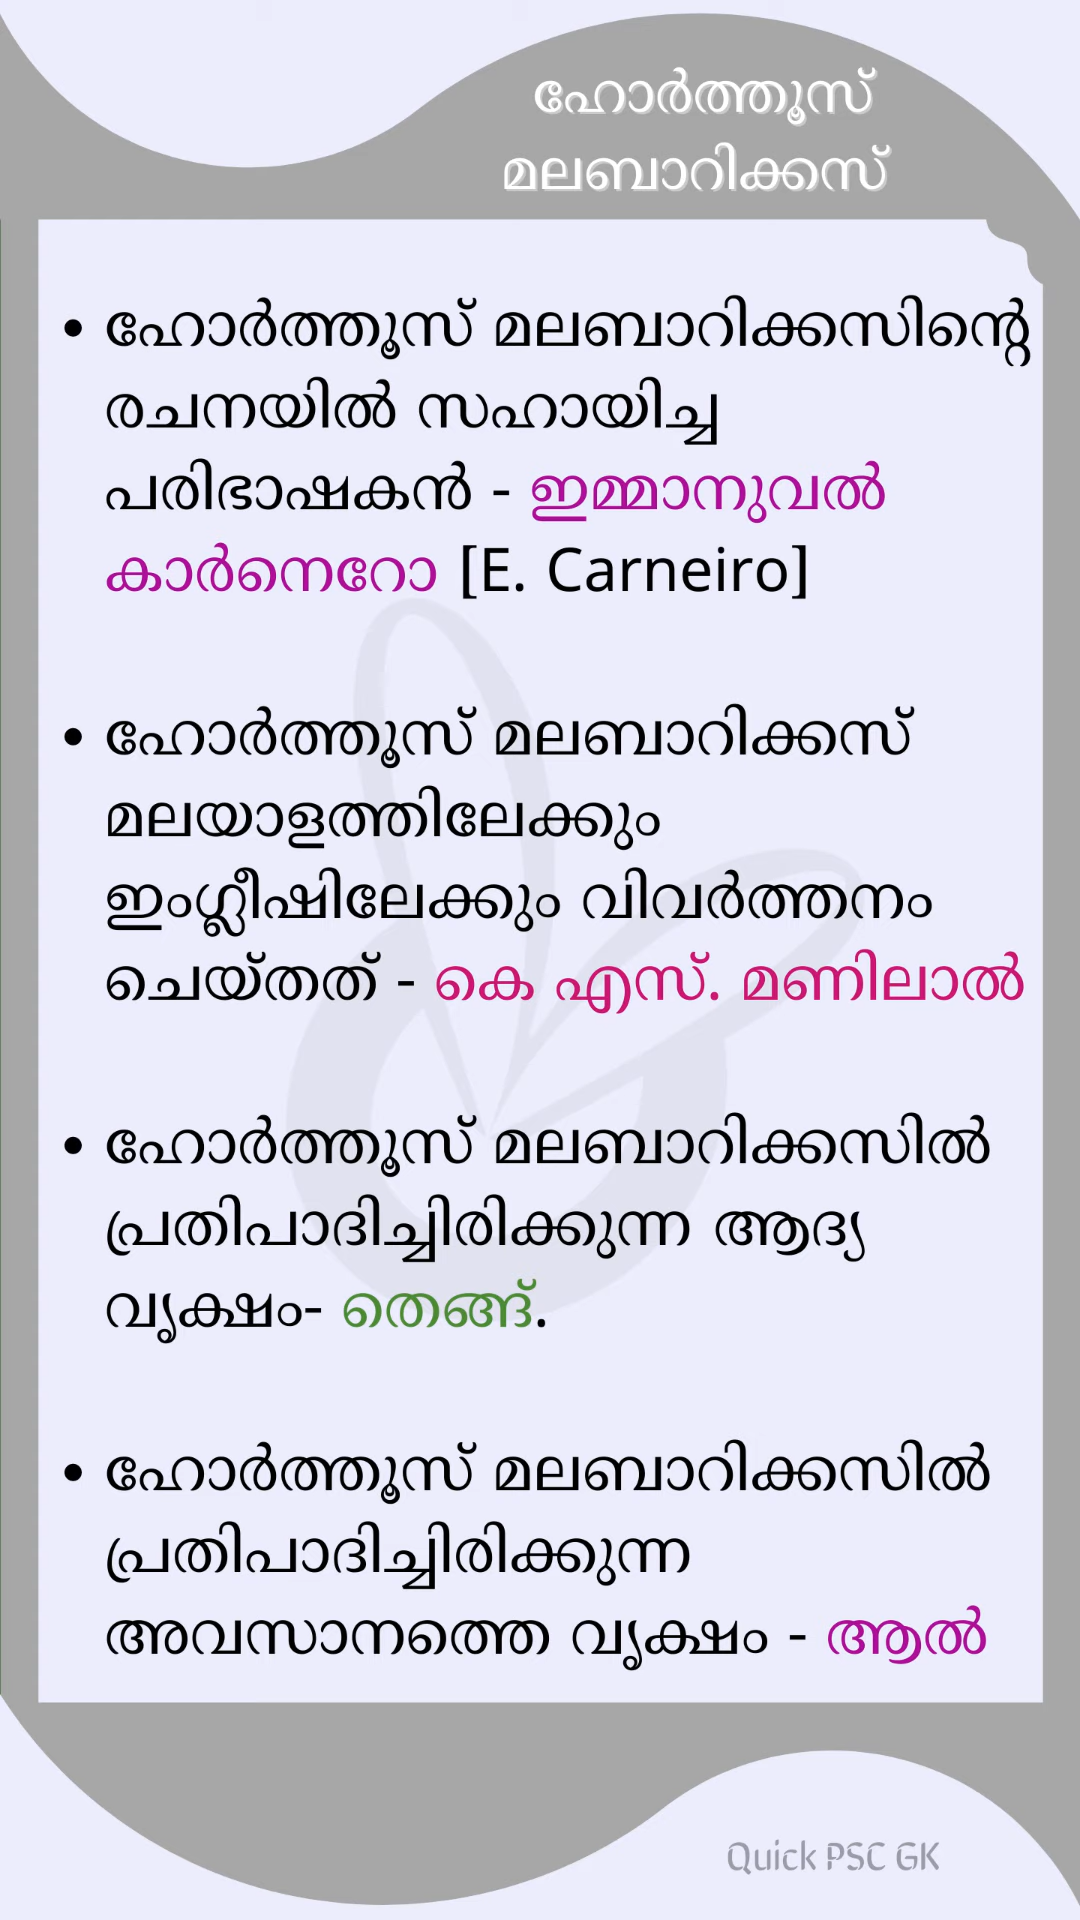 ഹോർത്തൂസ്
മലബാറിക്കസ്
• ഹോർത്തൂസ് മലബാറിക്കസിന്റെ
രചനയിൽ സഹായിച്ച
പരിഭാഷകൻ - ഇമ്മാനുവൽ
കാർനെറോ [E. Carneiro]
• ഹോർത്തൂസ് മലബാറിക്കസ്
മലയാളത്തിലേക്കും
ഇംഗ്ലീഷിലേക്കും വിവർത്തനം
ചെയ്തത് - കെ എസ്. മണിലാൽ
• ഹോർത്തൂസ് മലബാറിക്കസിൽ
പ്രതിപാദിച്ചിരിക്കുന്ന ആദ്യ
വൃക്ഷം- തെങ്ങ്.
• ഹോർത്തൂസ് മലബാറിക്കസിൽ
പ്രതിപാദിച്ചിരിക്കുന്ന
അവസാനത്തെ വൃക്ഷം - ആൽ
Quick PSC GK